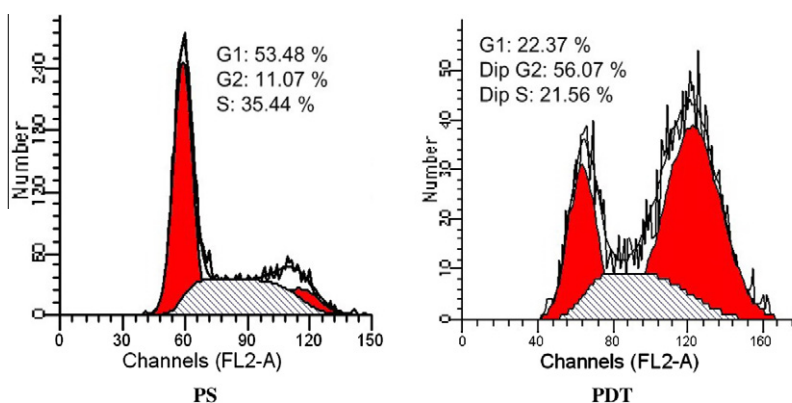 G1: 53.48 %
G2: 11.07 %
S: 35.44 %
Number
0
60
120
180
240
0
30
60
90
120
150
Channels (FL2-A)
PS
G1: 22.37 %
Dip G2: 56.07 %
Dip S: 21.56 %
Number
0
10
20
30
40
50
40
80
120
160
Channels (FL2-A)
PDT